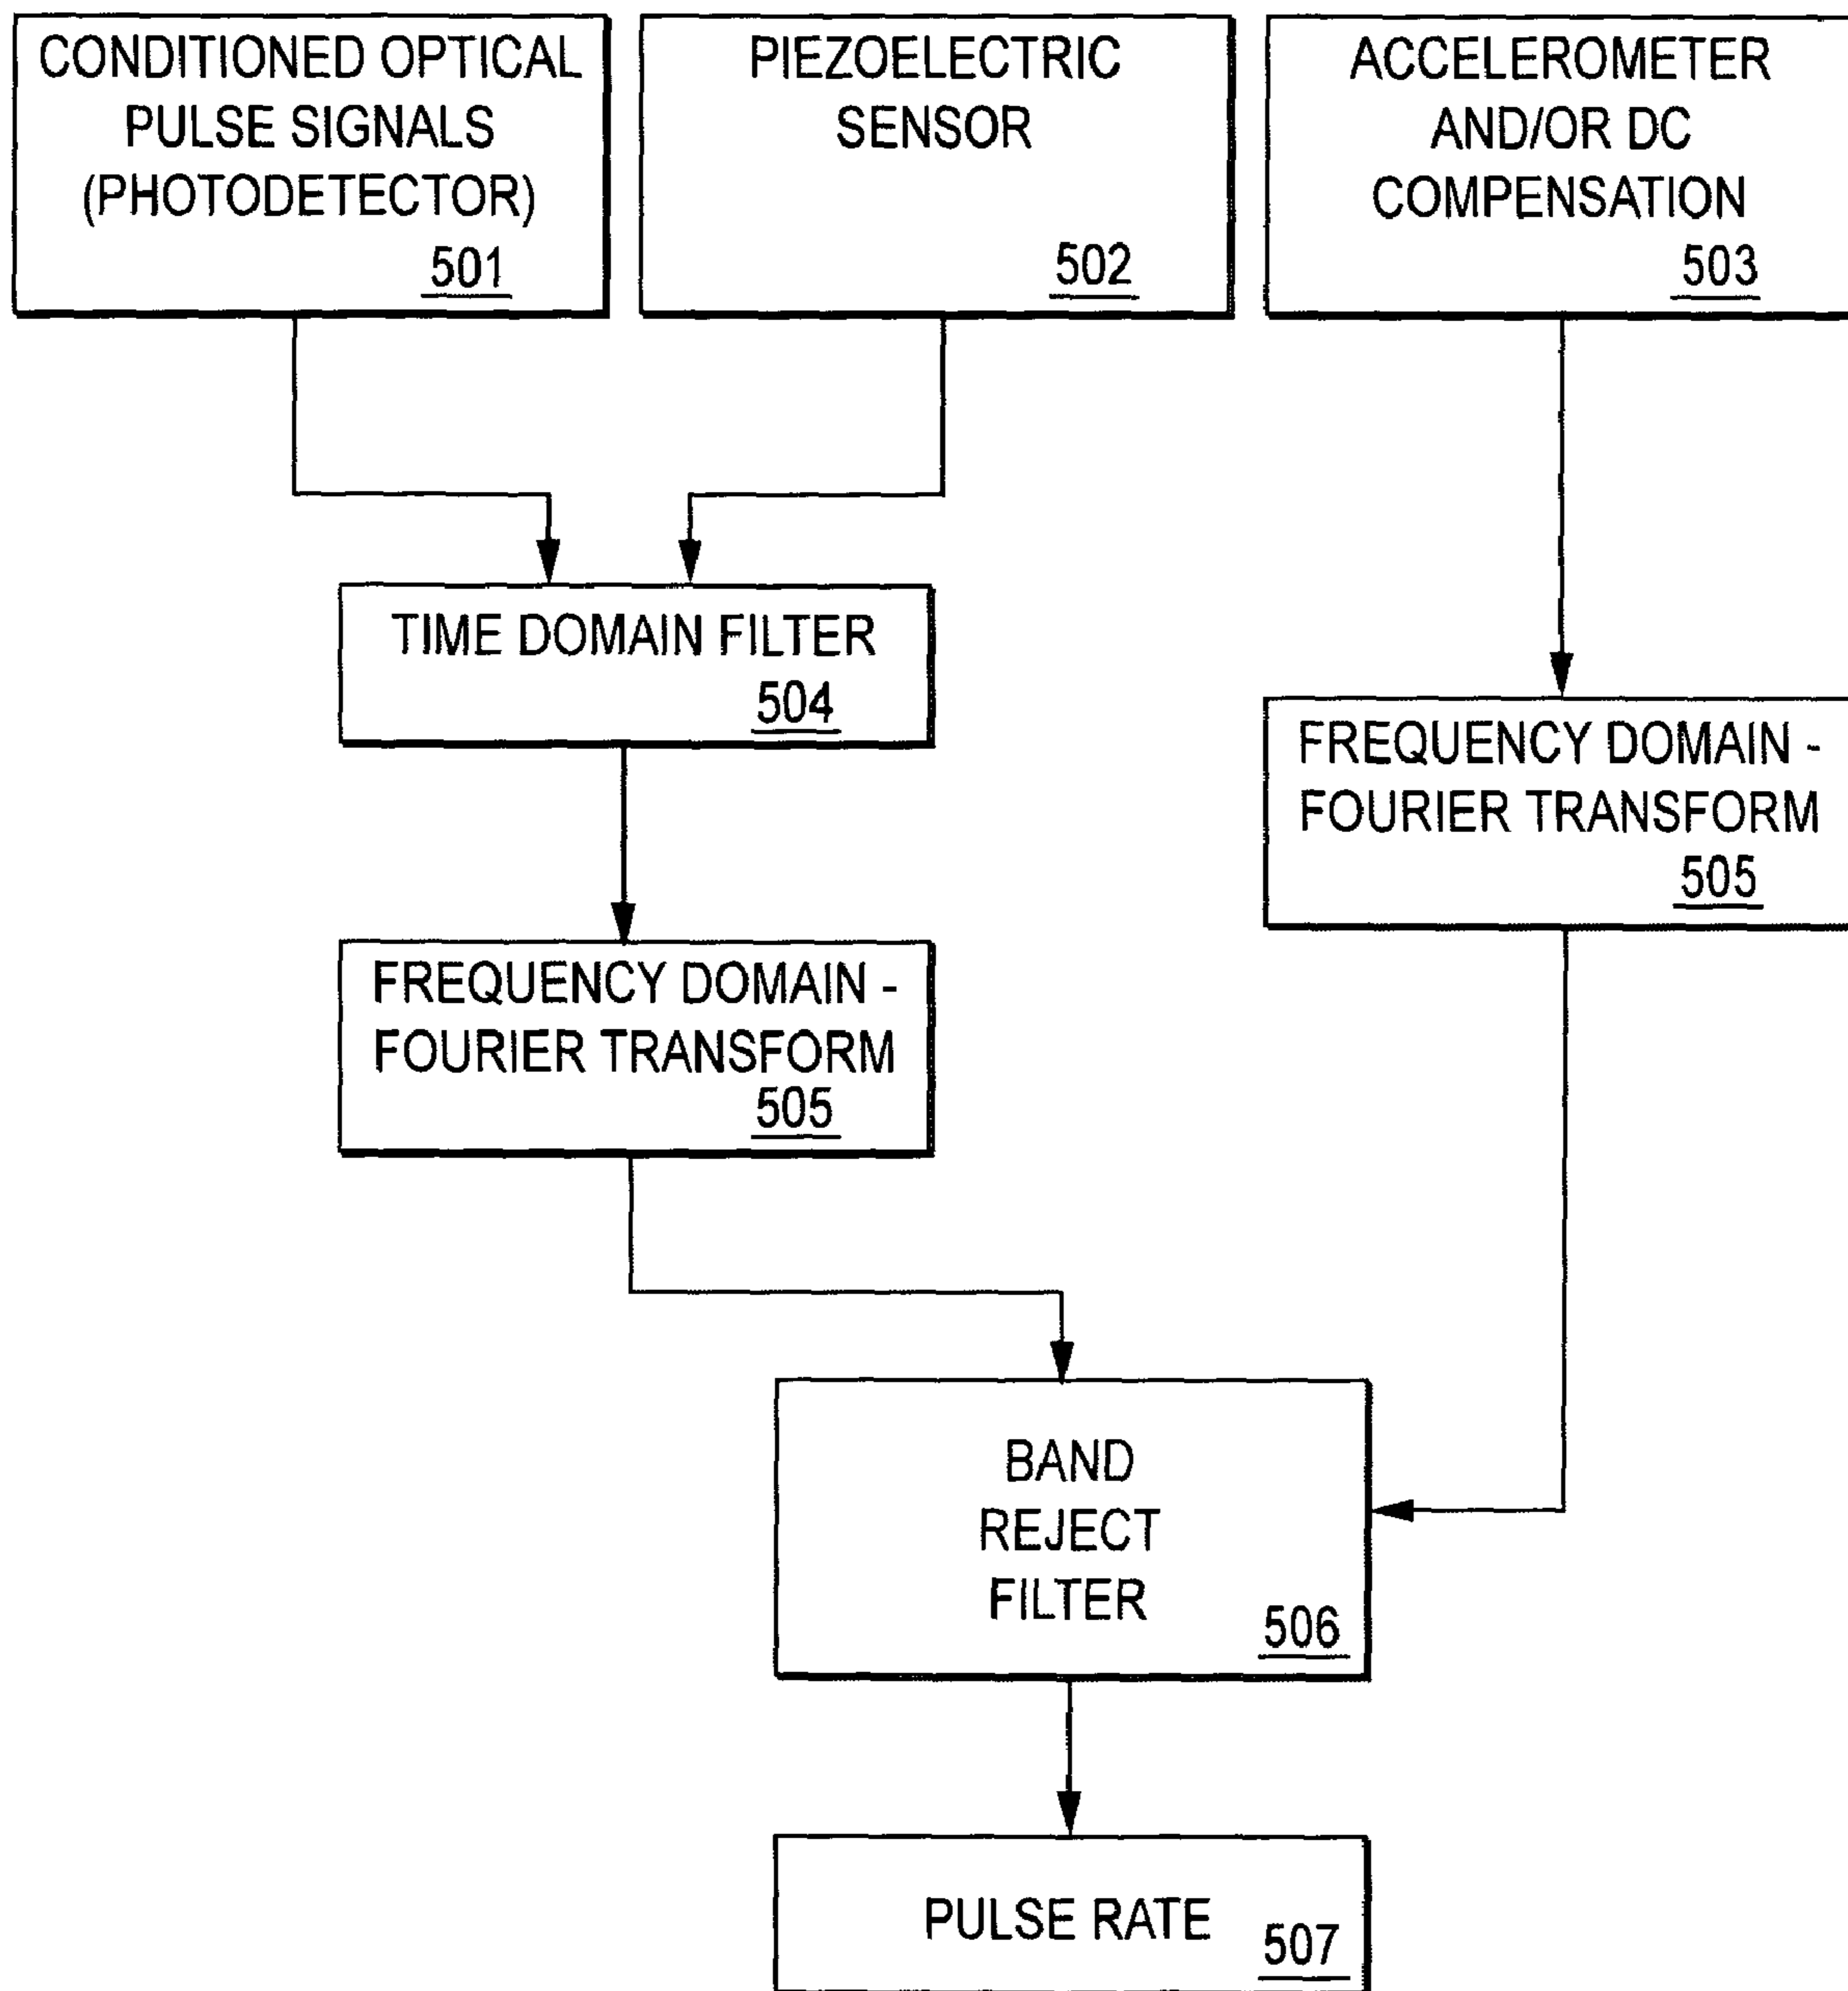 CONDITIONED OPTICAL
PULSE SIGNALS
(PHOTODETECTOR)
501
PIEZOELECTRIC
SENSOR
502
ACCELEROMETER
AND/OR DC
COMPENSATION
503
TIME DOMAIN FILTER
504
FREQUENCY DOMAIN -
FOURIER TRANSFORM
505
FREQUENCY DOMAIN -
FOURIER TRANSFORM
505
BAND
REJECT
FILTER
506
PULSE RATE
507